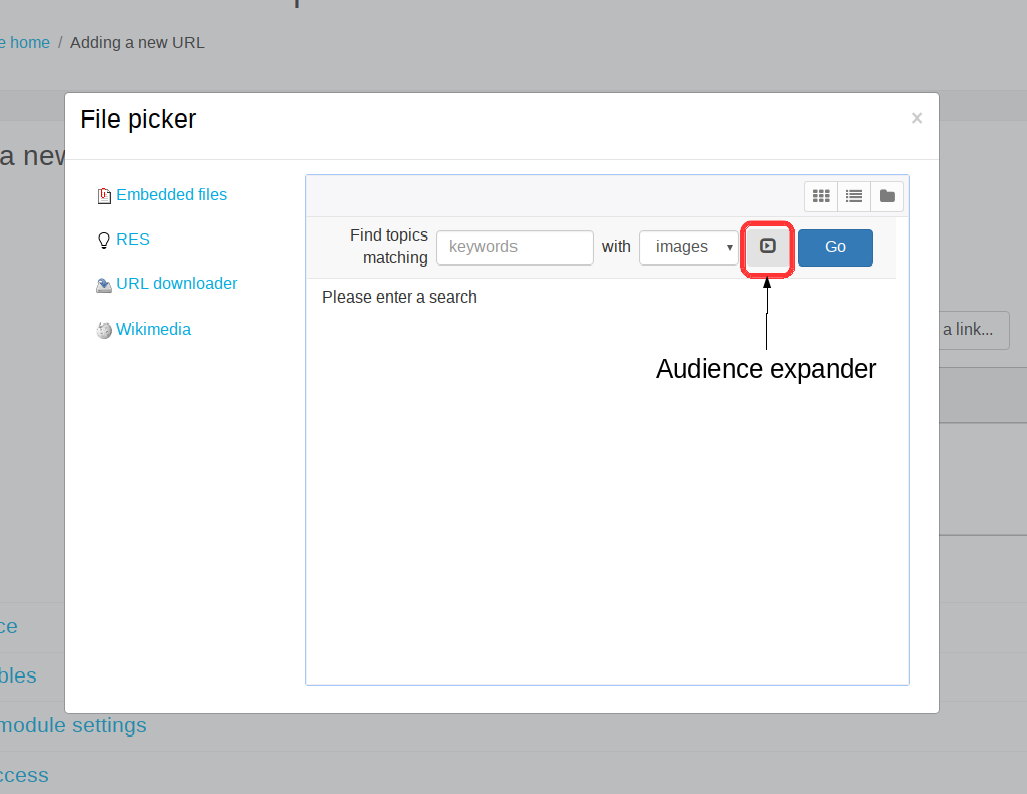 e home / Adding a new URL
File picker
×
a new
Embedded files
RES
URL downloader
Wikimedia
Find topics
matching
keywords
with
images
Go
Please enter a search
a link...
Audience expander
ce
bles
module settings
ccess